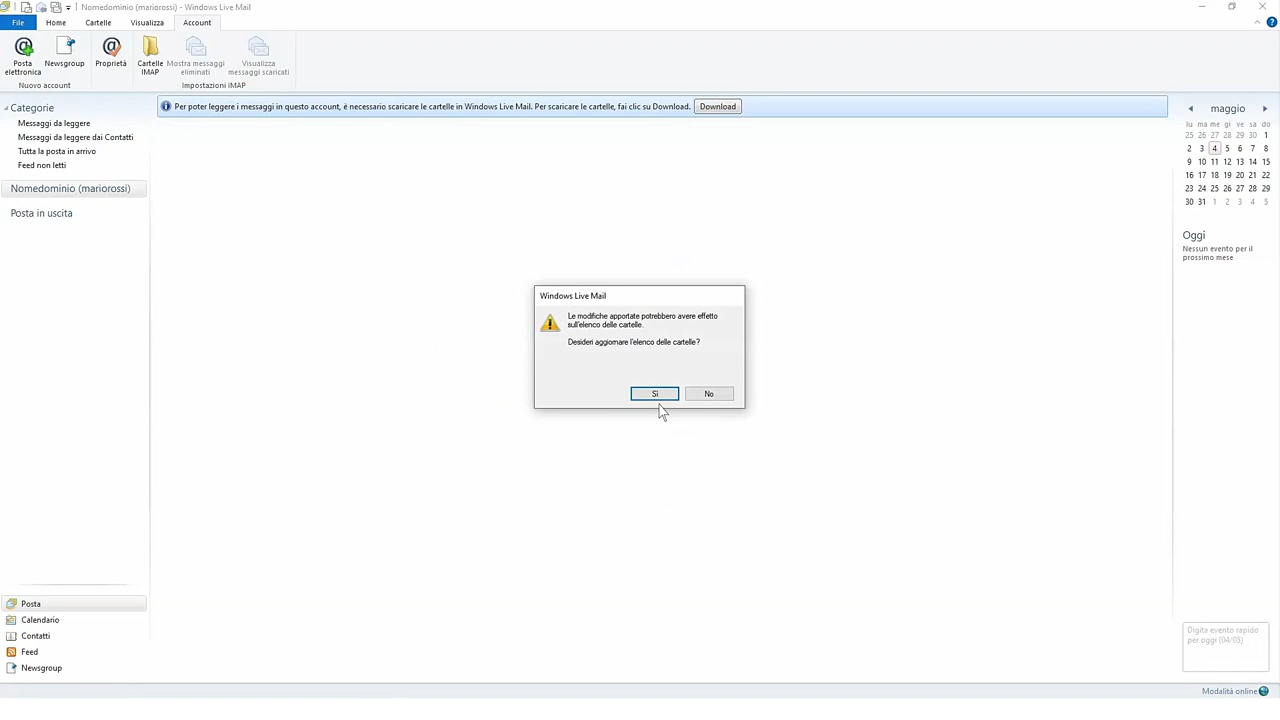 Nomedominio (mariorossi) - Windows Live Mail
File Home Cartelle Visualizza Account
Posta elettronica
Newsgroup
Proprietà
Cartelle IMAP
Mostra messaggi eliminati
Visualizza messaggi scaricati
Nuovo account
Impostazioni IMAP
Categorie
Messaggi da leggere
Messaggi da leggere dai Contatti
Tutta la posta in arrivo
Feed non letti
Nomedominio (mariorossi)
Posta in uscita
Per poter leggere i messaggi in questo account, è necessario scaricare le cartelle in Windows Live Mail. Per scaricare le cartelle, fai clic su Download. Download
Windows Live Mail
Le modifiche apportate potrebbero avere effetto
sull'elenco delle cartelle.
Desideri aggiornare l'elenco delle cartelle?
Sì No
maggio
lu ma me gi ve sa do
25 26 27 28 29 30 1
2 3 4 5 6 7 8
9 10 11 12 13 14 15
16 17 18 19 20 21 22
23 24 25 26 27 28 29
30 31 1 2 3 4 5
Oggi
Nessun evento per il
prossimo mese
Digita evento rapido
per oggi (04/05)
Posta
Calendario
Contatti
Feed
Newsgroup
Modalità online